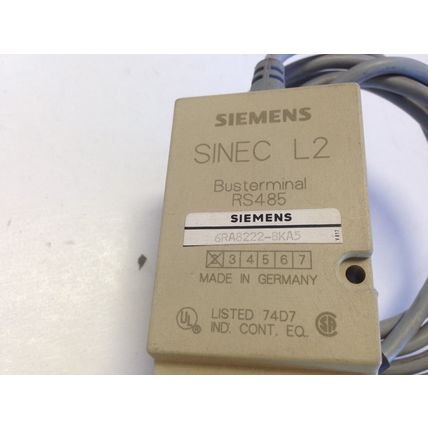 SIEMENS
SINEC L2
Busterminal
RS485
SIEMENS
6RA8222-8KA5
3 4 5 6 7
MADE IN GERMANY
UL LISTED 74D7
IND. CONT. EQ.